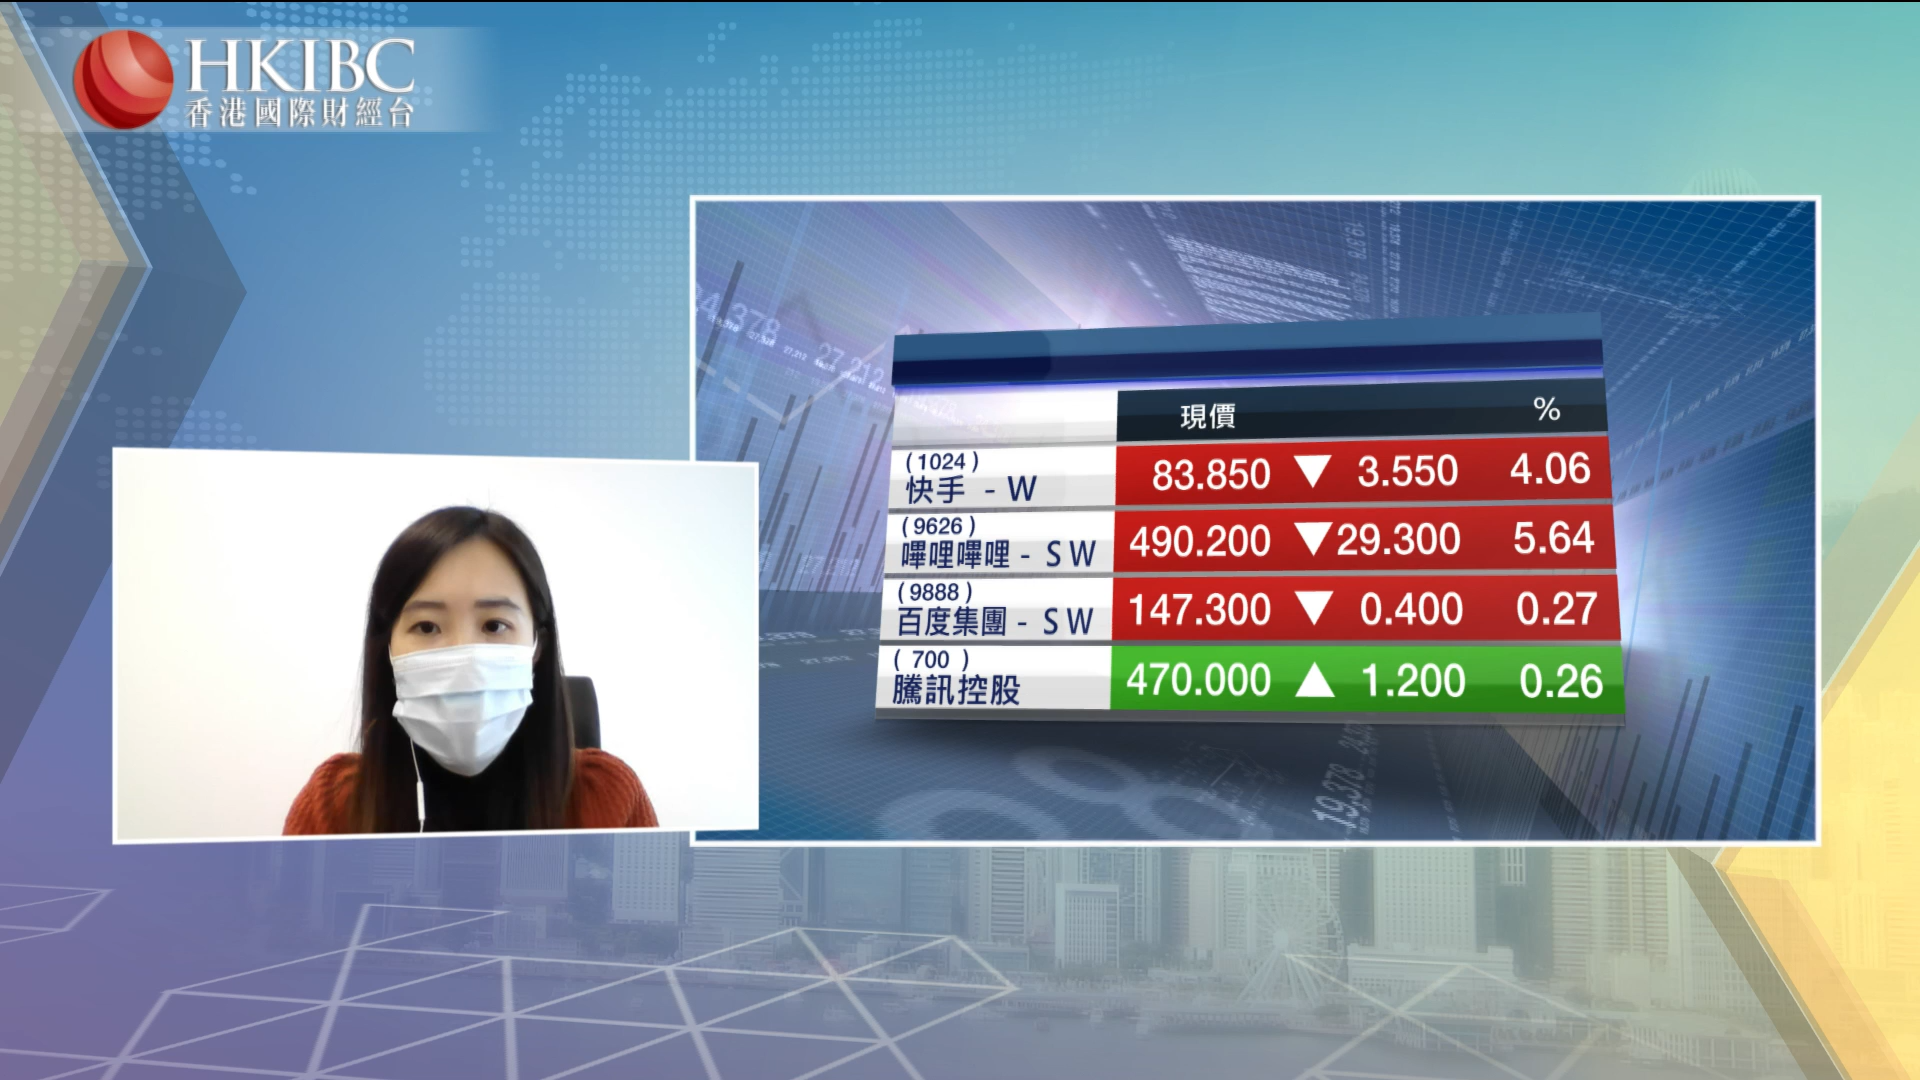 HKIBC
香港國際財經台
現價 %
(1024)
快手 - W 83.850 ▼ 3.550 4.06
(9626)
嗶哩嗶哩 - S W 490.200 ▼ 29.300 5.64
(9888)
百度集團 - S W 147.300 ▼ 0.400 0.27
( 700 )
騰訊控股 470.000 ▲ 1.200 0.26